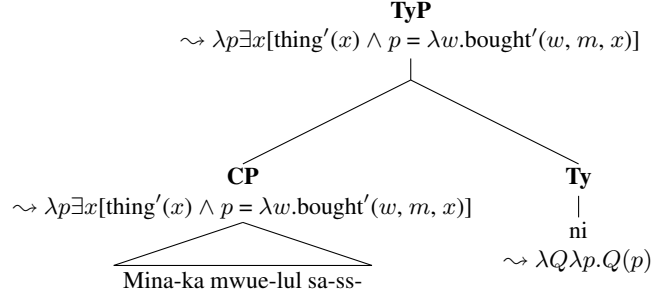 TyP
⤳ λp∃x[thing′(x) ∧ p = λw.bought′(w, m, x)]
CP
⤳ λp∃x[thing′(x) ∧ p = λw.bought′(w, m, x)]
Mina-ka mwue-lul sa-ss-
Ty
ni
⤳ λQλp.Q(p)